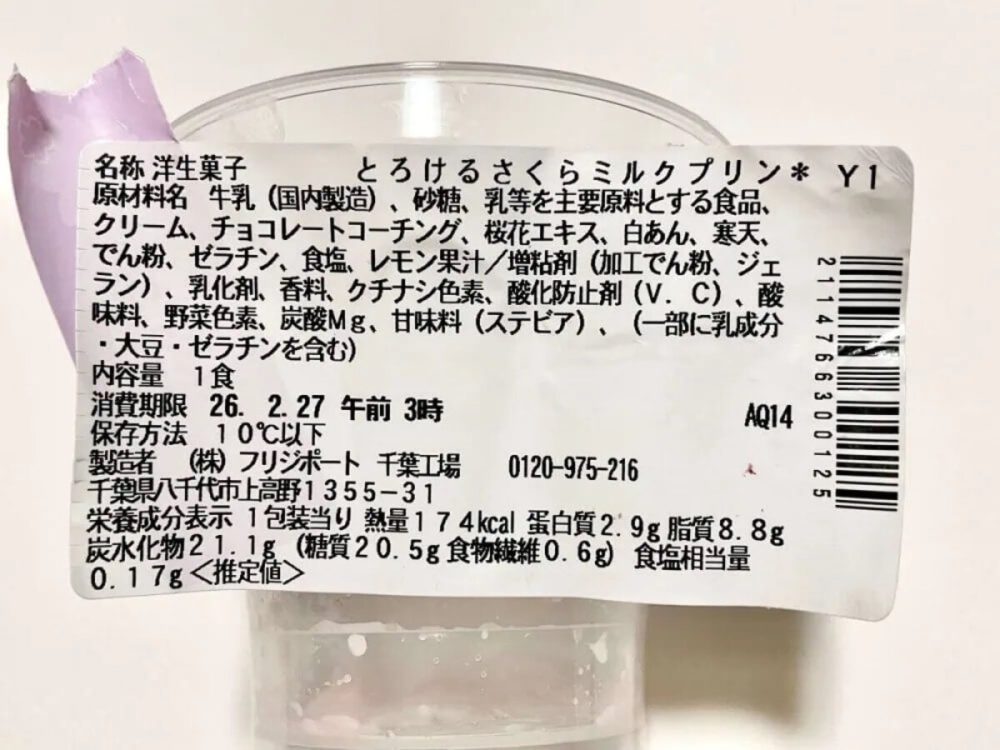 名称 洋生菓子 とろけるさくらミルクプリン* Y1
原材料名 牛乳(国内製造)、砂糖、乳等を主要原料とする食品、
クリーム、チョコレートコーチング、桜花エキス、白あん、寒天、
でん粉、ゼラチン、食塩、レモン果汁/増粘剤(加工でん粉、ジェ
ラン)、乳化剤、香料、クチナシ色素、酸化防止剤(V.C)、酸
味料、野菜色素、炭酸Mg、甘味料(ステビア)、(一部に乳成分
・大豆・ゼラチンを含む)
内容量 1食
消費期限 26. 2.27 午前 3時 AQ14
保存方法 10℃以下
製造者 (株)フリジポート 千葉工場 0120-975-216
千葉県八千代市上高野1355-31
栄養成分表示 1包装当り 熱量174kcal 蛋白質2.9g 脂質8.8g
炭水化物21.1g(糖質20.5g 食物繊維0.6g) 食塩相当量
0.17g<推定値>
2114766300125